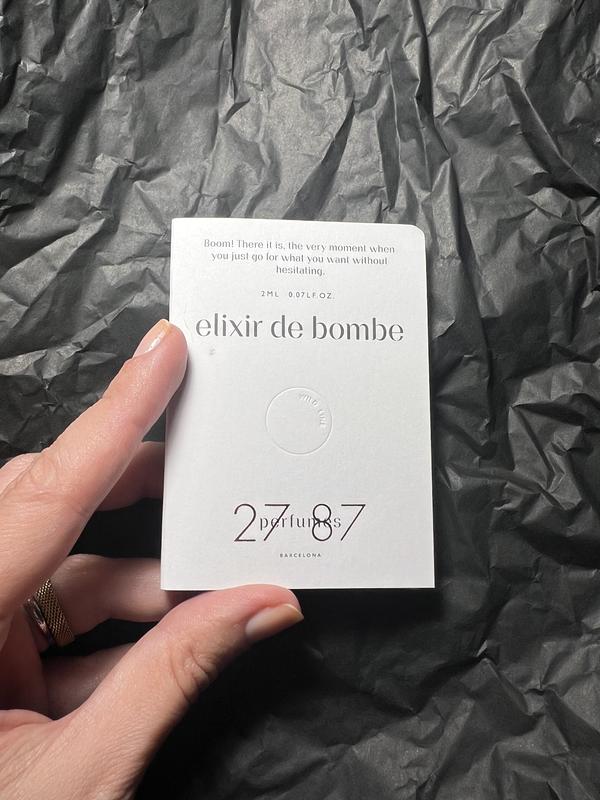 Boom! There it is, the very moment when
you just go for what you want without
hesitating.
2ML 0.07LF.OZ.
elixir de bombe
27 87
perfumes
BARCELONA